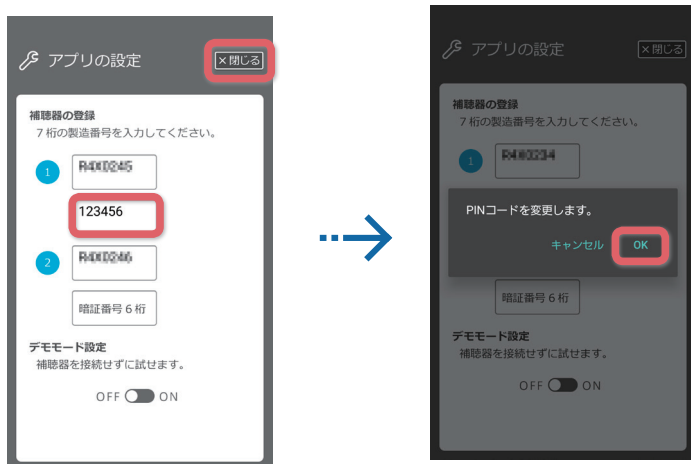 アプリの設定
×閉じる
補聴器の登録
7桁の製造番号を入力してください。
1
123456
2
暗証番号6桁
デモモード設定
補聴器を接続せずに試せます。
OFF ON
アプリの設定
×閉じる
補聴器の登録
7桁の製造番号を入力してください。
1
PINコードを変更します。
キャンセル OK
暗証番号6桁
デモモード設定
補聴器を接続せずに試せます。
OFF ON